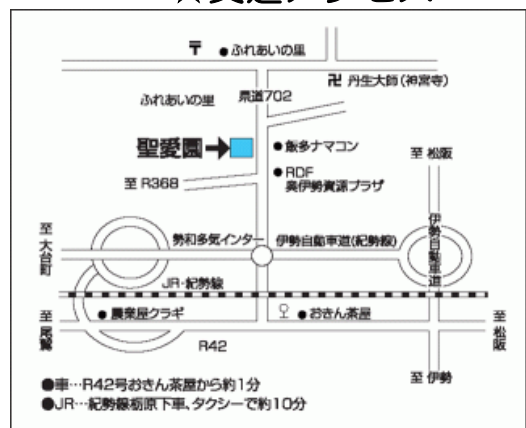 ☆交通アクセス
〒 ●ふれあいの里
卍 丹生大師(神宮寺)
ふれあいの里
県道702
聖愛園➔
●飯多ナマコン
●RDF
奥伊勢資源プラザ
至 松阪
至 R368
至大台町
勢和多気インター
伊勢自動車道(紀勢線)
伊勢自動車道
JR・紀勢線
至尾鷲
●農業屋クラギ
●おきん茶屋
至松阪
R42
至 伊勢
●車…R42号おきん茶屋から約1分
●JR…紀勢線栃原下車、タクシーで約10分